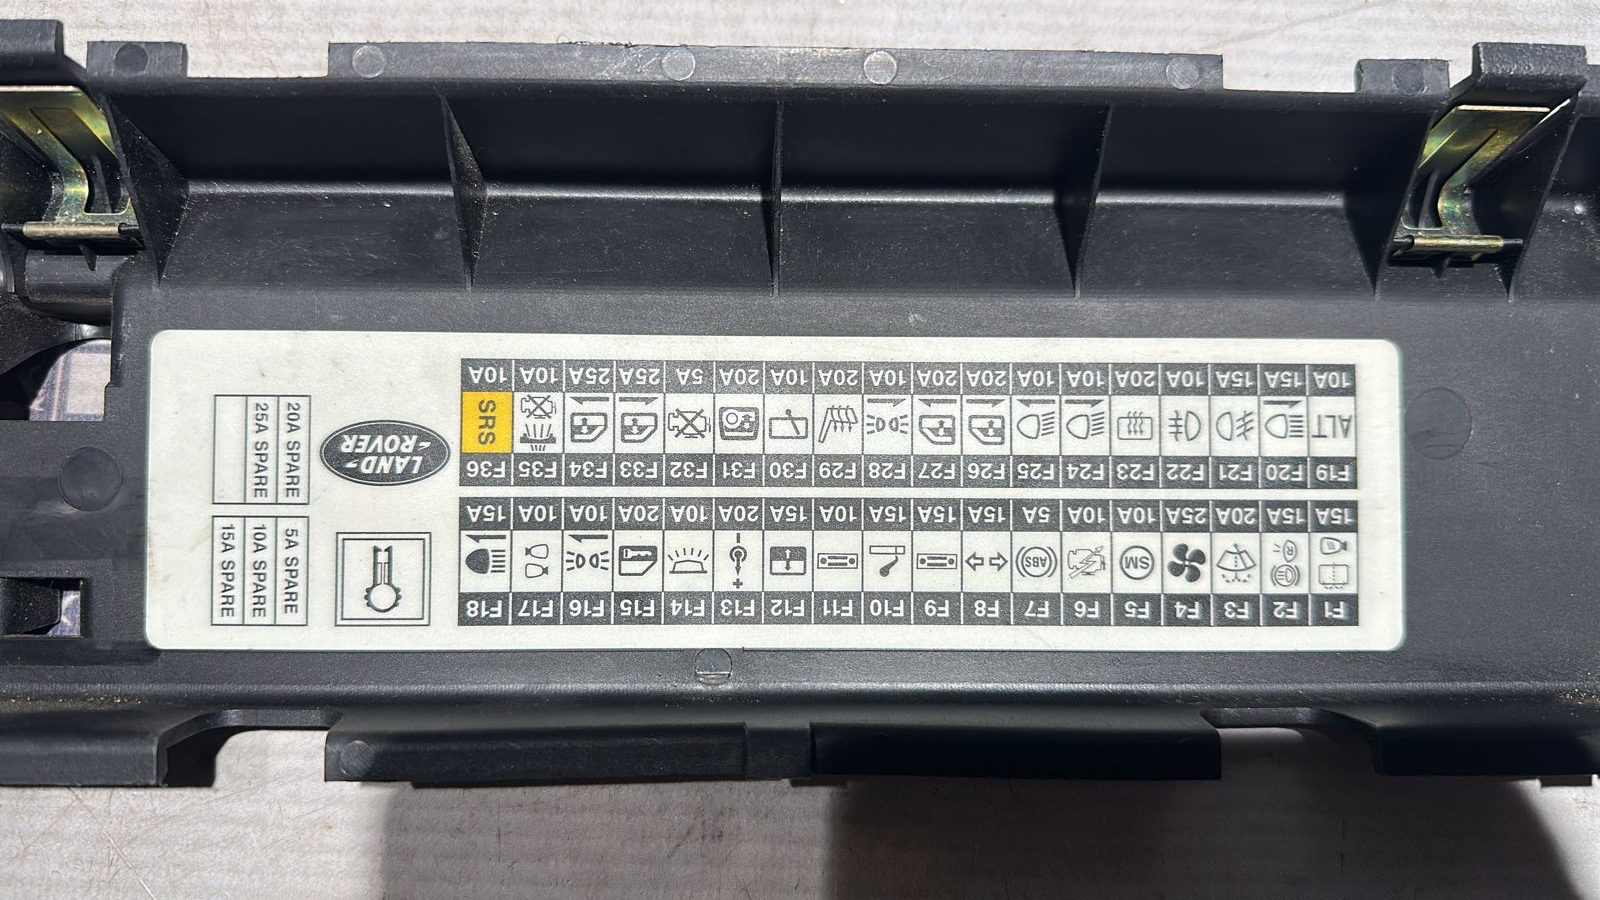 F1 F2 F3 F4 F5 F6 F7 F8 F9 F10 F11 F12 F13 F14 F15 F16 F17 F18
R SM ABS + -
15A 15A 20A 25A 10A 10A 5A 15A 15A 15A 10A 15A 20A 10A 20A 10A 10A 15A
F19 F20 F21 F22 F23 F24 F25 F26 F27 F28 F29 F30 F31 F32 F33 F34 F35 F36
ALT SRS
10A 15A 15A 10A 20A 10A 10A 20A 20A 10A 20A 10A 20A 5A 25A 25A 10A 10A
LAND-
-ROVER
5A SPARE
10A SPARE
15A SPARE
20A SPARE
25A SPARE